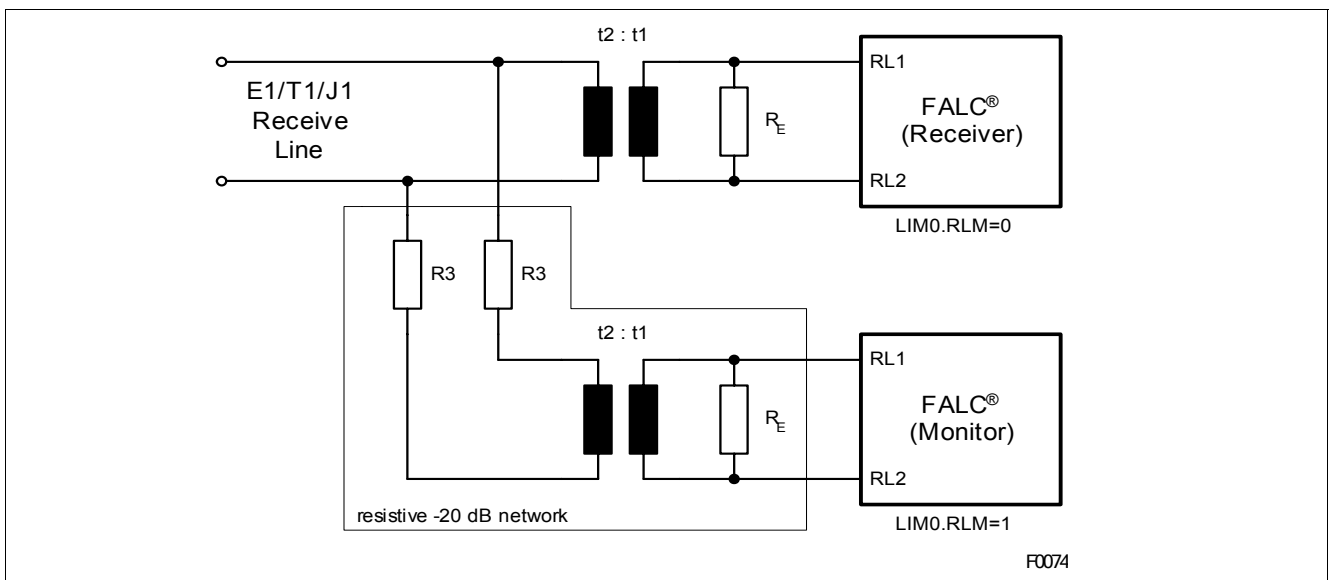 t2 : t1
E1/T1/J1
Receive
Line
RL1
RL2
R_E
FALC®
(Receiver)
LIM0.RLM=0
R3
R3
t2 : t1
RL1
RL2
R_E
FALC®
(Monitor)
LIM0.RLM=1
resistive -20 dB network
F0074